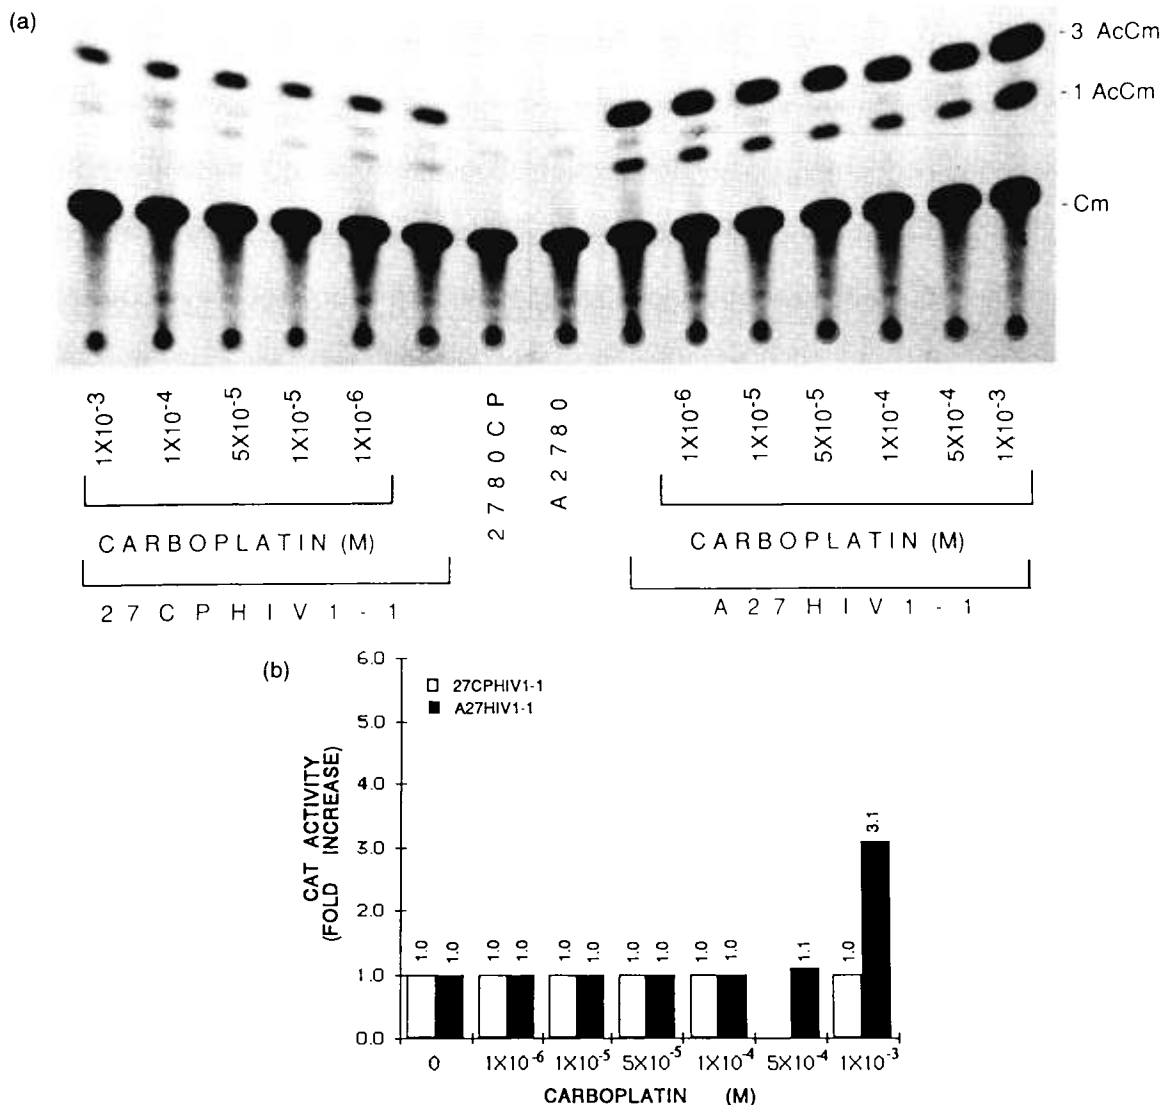 (a)
- 3 AcCm
- 1 AcCm
- Cm
1X10-3
1X10-4
5X10-5
1X10-5
1X10-6
2780CP
A2780
1X10-6
1X10-5
5X10-5
1X10-4
5X10-4
1X10-3
CARBOPLATIN (M)
CARBOPLATIN (M)
27CPHIV1-1
A27HIV1-1
(b)
27CPHIV1-1
A27HIV1-1
CAT ACTIVITY
(FOLD INCREASE)
6.0
5.0
4.0
3.0
2.0
1.0
0.0
1.0 1.0 1.0 1.0 1.0 1.0 1.0 1.0 1.0 1.0 1.1 1.0 3.1
0 1X10-6 1X10-5 5X10-5 1X10-4 5X10-4 1X10-3
CARBOPLATIN (M)